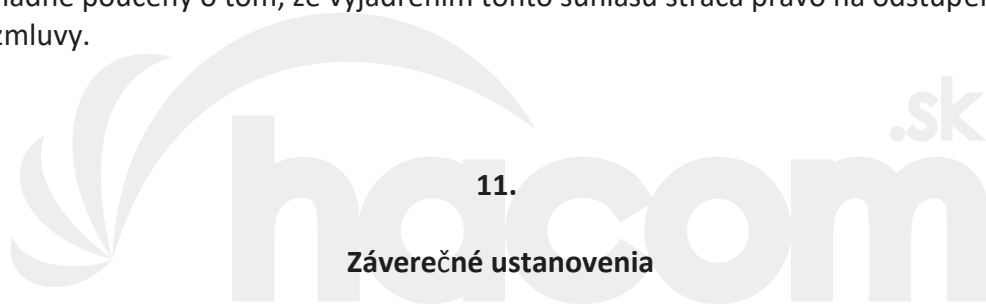 poučený o tom, že vyjadrením tohto súhlasu stráca právo na
zmluvy.
.sk
11.
hacom
Záverečné ustanovenia